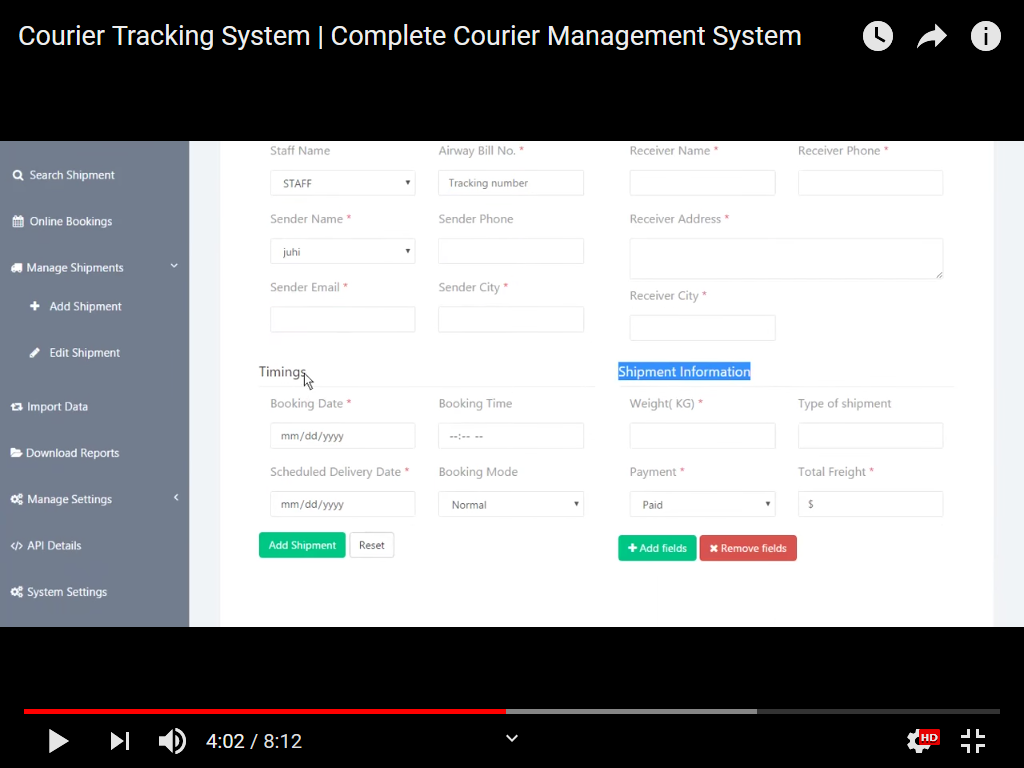 Courier Tracking System | Complete Courier Management System
Search Shipment
Online Bookings
Manage Shipments
Add Shipment
Edit Shipment
Import Data
Download Reports
Manage Settings
API Details
System Settings
Staff Name
Airway Bill No. *
STAFF
Tracking number
Sender Name *
Sender Phone
juhi
Sender Email *
Sender City *
Receiver Name *
Receiver Phone *
Receiver Address *
Receiver City *
Timings
Booking Date *
Booking Time
mm/dd/yyyy
--:-- --
Scheduled Delivery Date *
Booking Mode
mm/dd/yyyy
Normal
Add Shipment
Reset
Shipment Information
Weight( KG) *
Type of shipment
Payment *
Total Freight *
Paid
$
Add fields
Remove fields
4:02 / 8:12
HD